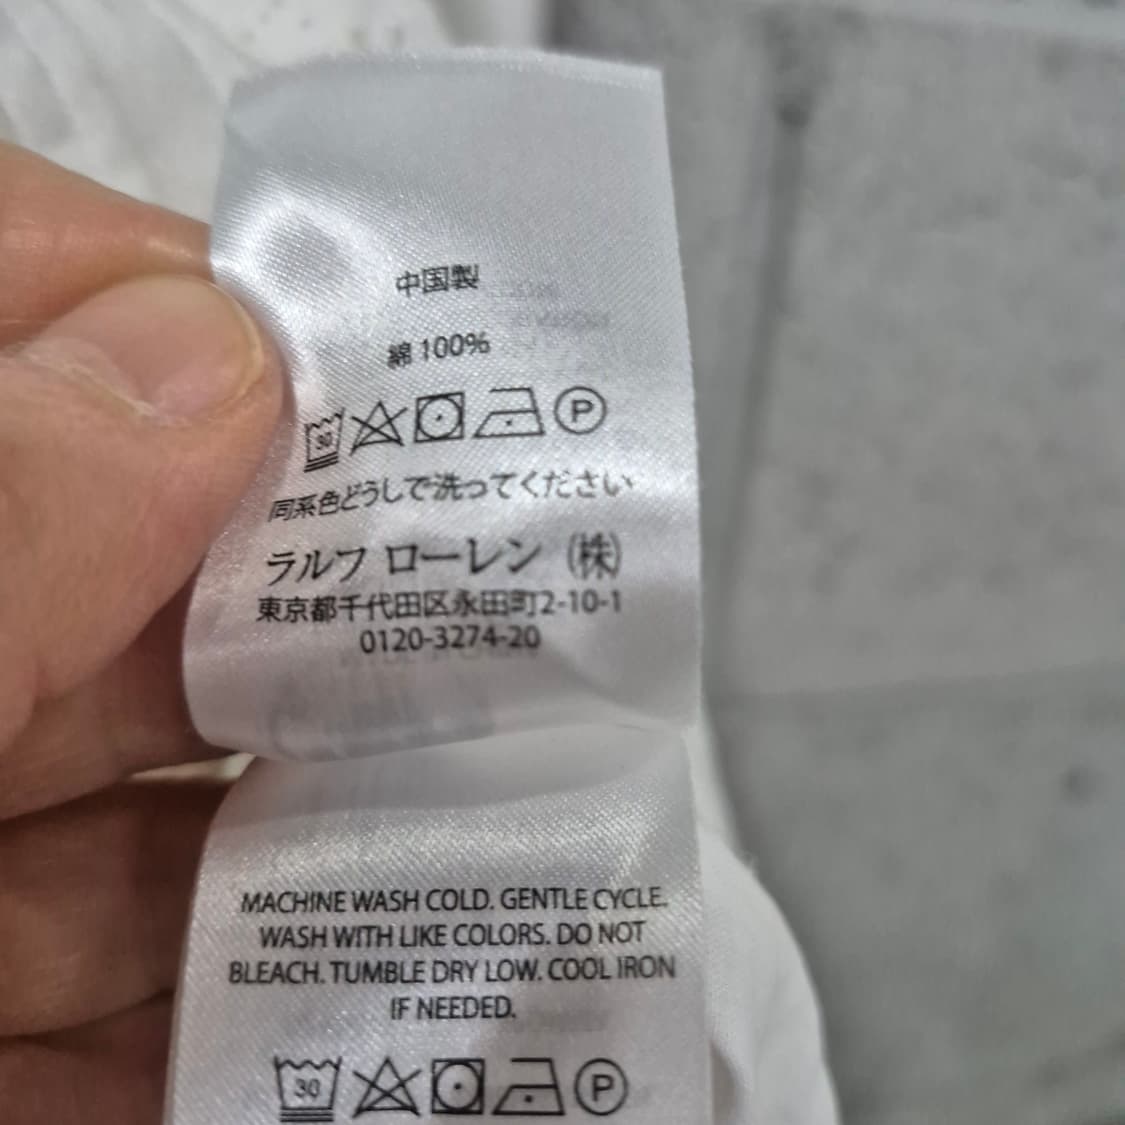 中国製
綿 100%
30
P
同系色どうしで洗ってください
ラルフ ローレン (株)
東京都千代田区永田町2-10-1
0120-3274-20
MACHINE WASH COLD. GENTLE CYCLE.
WASH WITH LIKE COLORS. DO NOT
BLEACH. TUMBLE DRY LOW. COOL IRON
IF NEEDED.
30
P